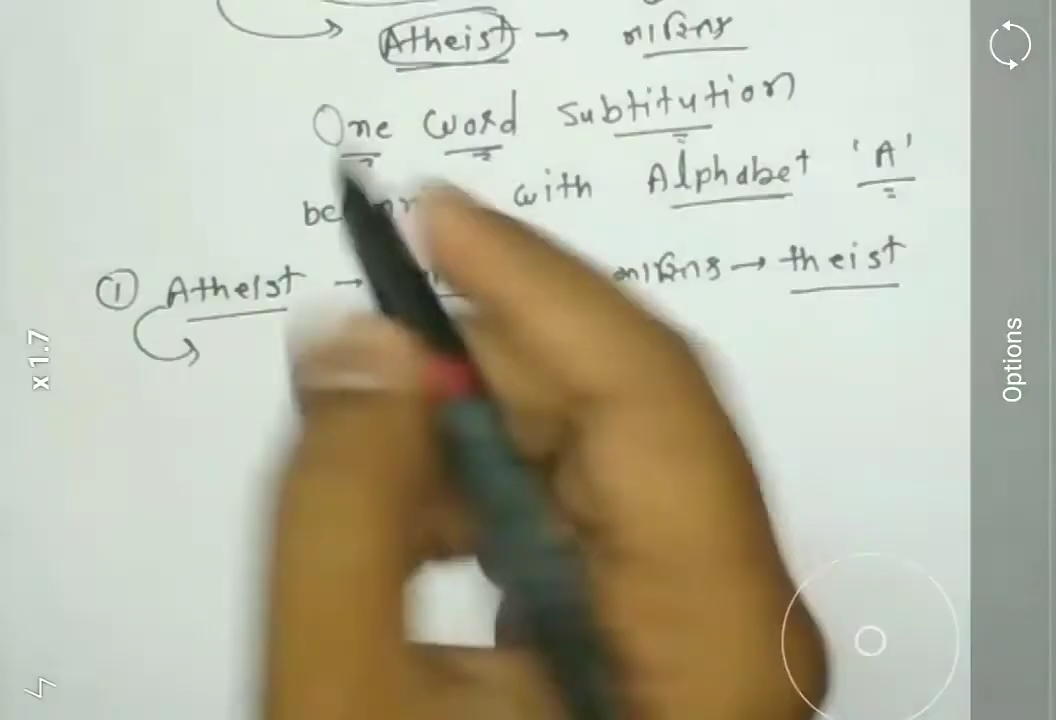 Atheist → নাস্তিক
One word subtitution
with Alphabet 'A'
① Atheist → নাস্তিক → theist
x 1.7
Options